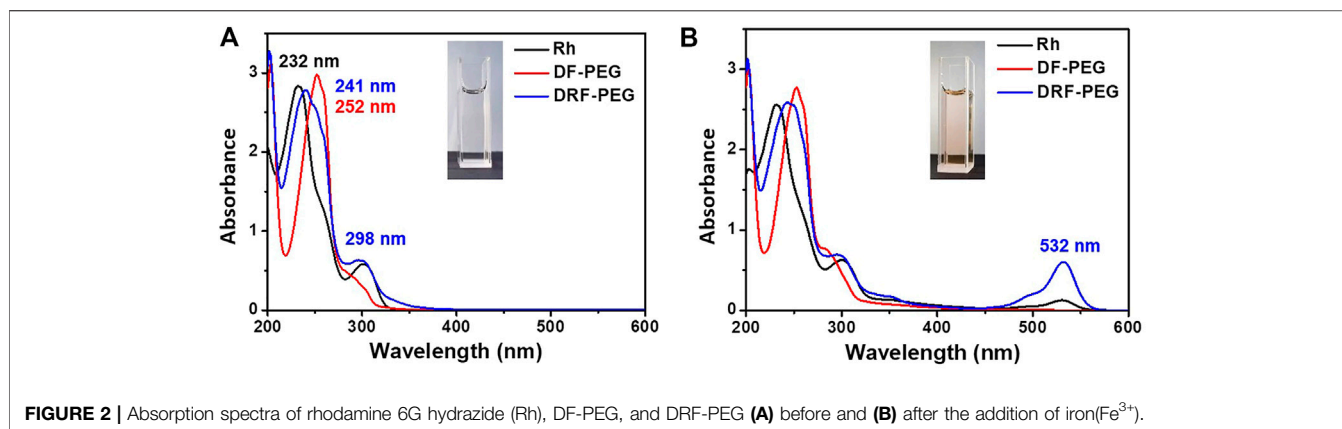 A
Rh
DF-PEG
DRF-PEG
232 nm
241 nm
252 nm
298 nm
Absorbance
3
2
1
0
200 300 400 500 600
Wavelength (nm)
B
Rh
DF-PEG
DRF-PEG
532 nm
Absorbance
3
2
1
0
200 300 400 500 600
Wavelength (nm)
FIGURE 2 | Absorption spectra of rhodamine 6G hydrazide (Rh), DF-PEG, and DRF-PEG (A) before and (B) after the addition of iron(Fe³⁺).